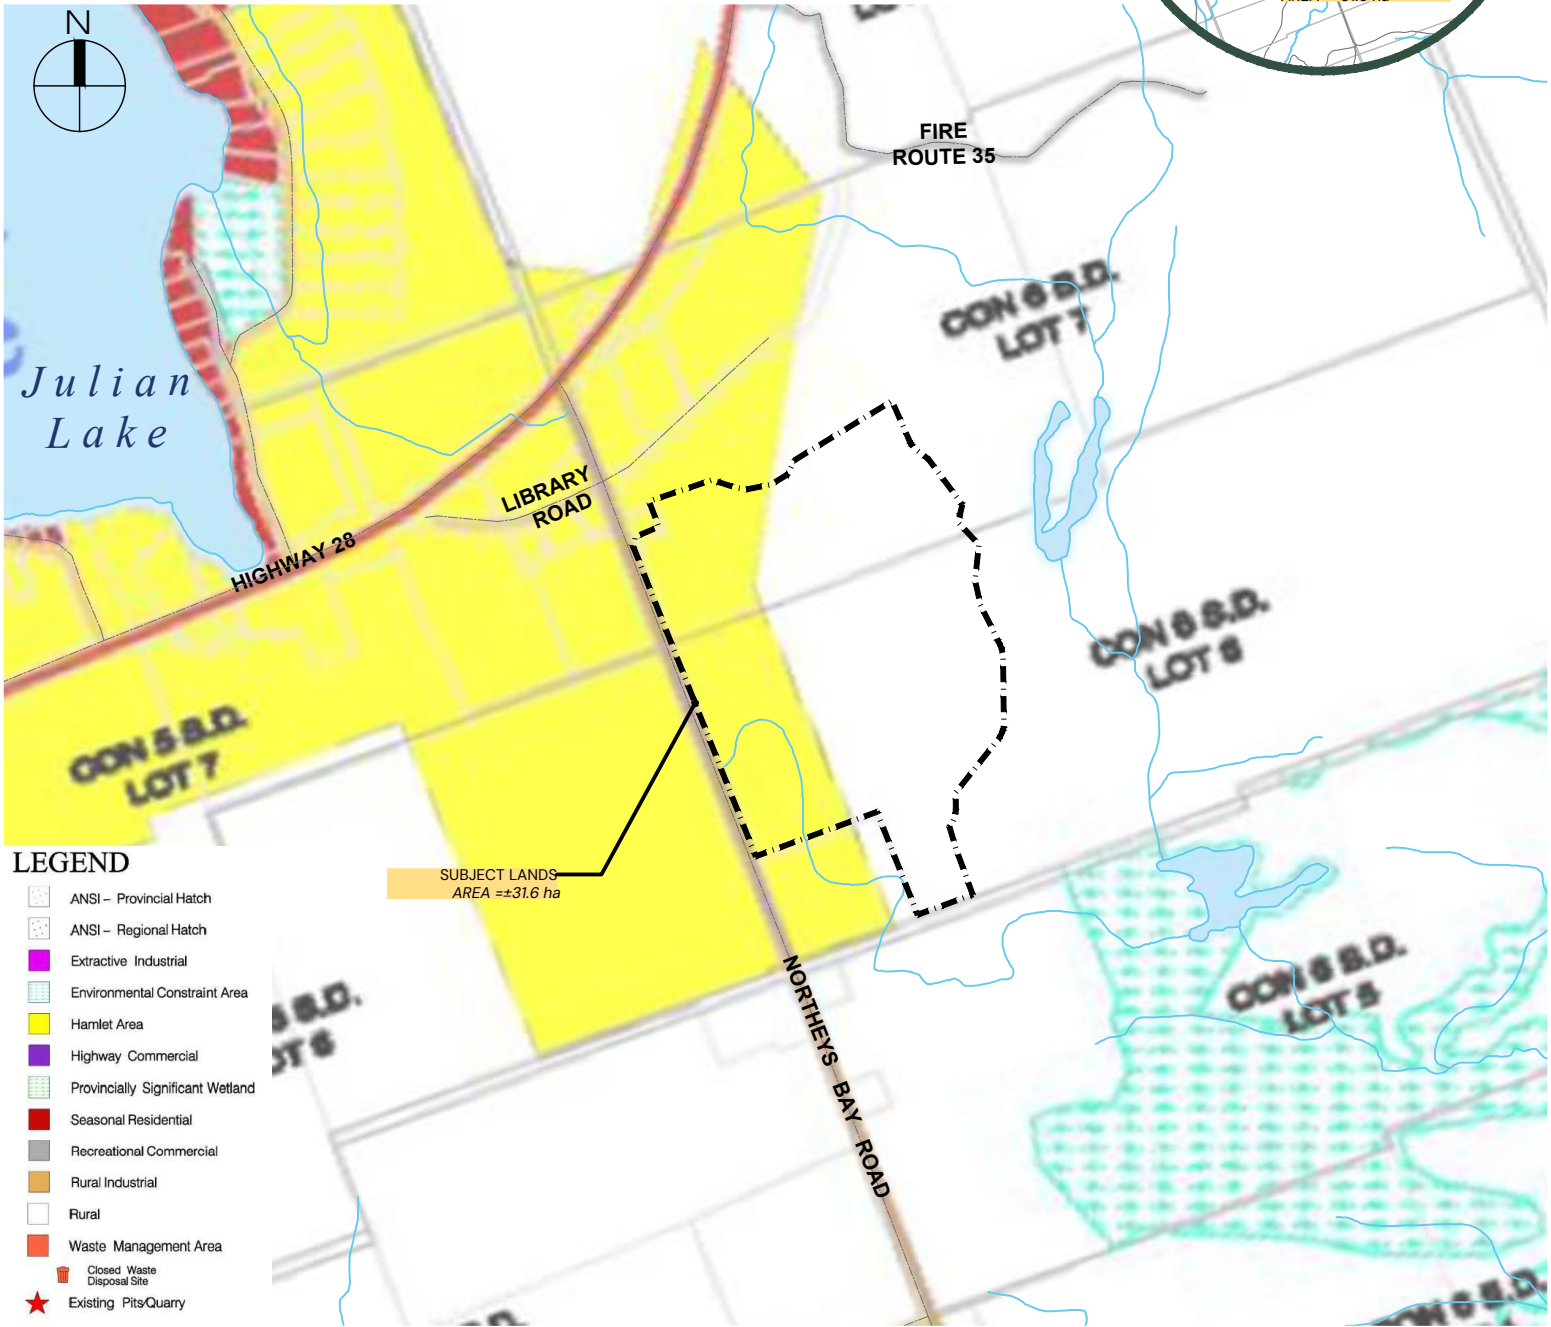 N
FIRE
ROUTE 35
CON 6 B.D.
LOT 7
Julian
Lake
LIBRARY
ROAD
HIGHWAY 28
CON 6 B.D.
LOT 6
CON 5 B.D.
LOT 7
SUBJECT LANDS
AREA =±31.6 ha
NORTHEYS BAY ROAD
CON 6 B.D.
LOT 5
LEGEND
ANSI – Provincial Hatch
ANSI – Regional Hatch
Extractive Industrial
Environmental Constraint Area
Hamlet Area
Highway Commercial
Provincially Significant Wetland
Seasonal Residential
Recreational Commercial
Rural Industrial
Rural
Waste Management Area
Closed Waste
Disposal Site
Existing Pits/Quarry